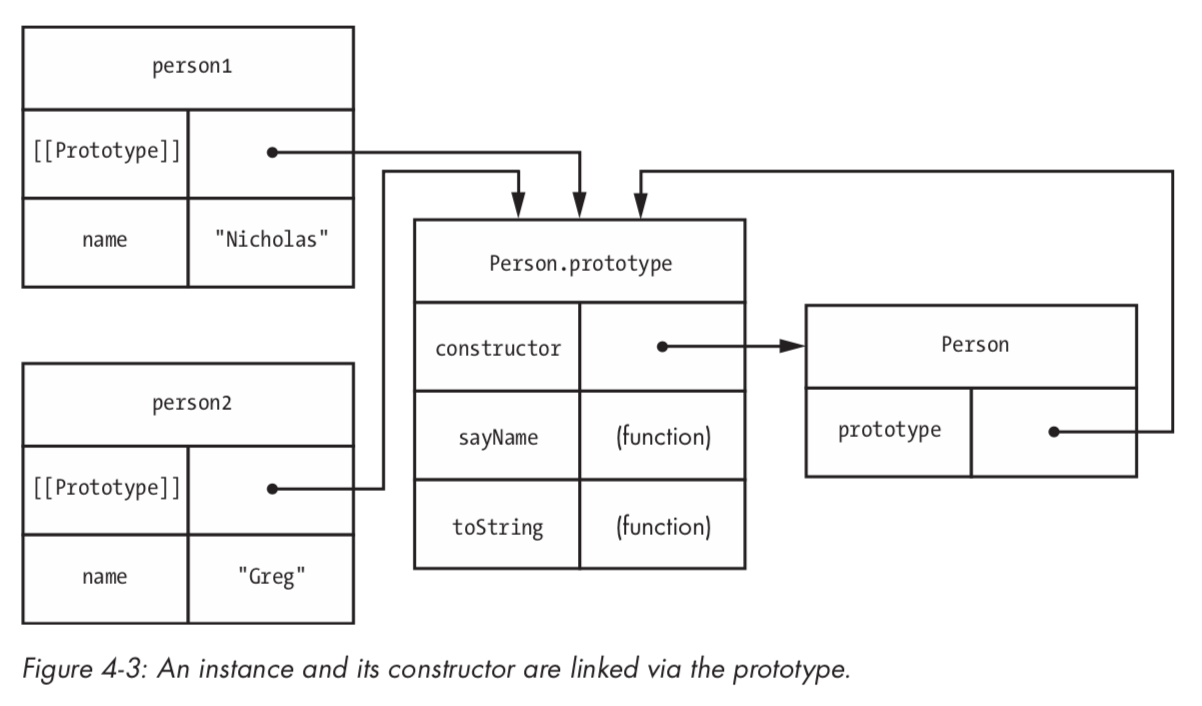 person1
[[Prototype]]
name "Nicholas"
person2
[[Prototype]]
name "Greg"
Person.prototype
constructor
sayName (function)
toString (function)
Person
prototype
Figure 4-3: An instance and its constructor are linked via the prototype.